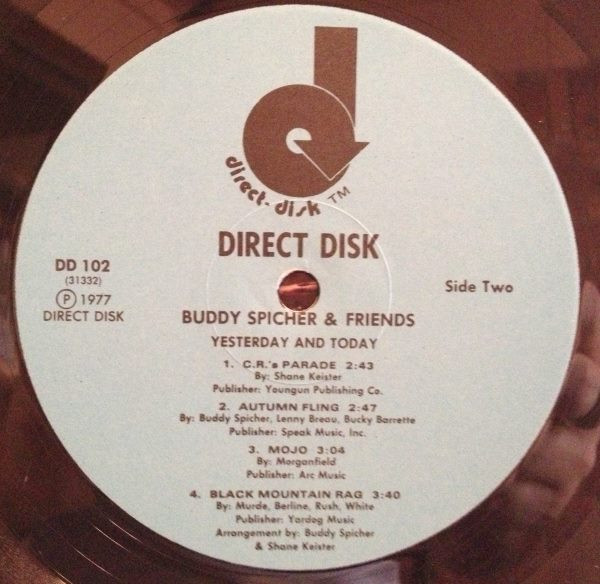 direct-disk TM
DIRECT DISK
DD 102
(31332)
Ⓟ 1977
DIRECT DISK
Side Two
BUDDY SPICHER & FRIENDS
YESTERDAY AND TODAY
1. C.R.'s PARADE 2:43
By: Shane Keister
Publisher: Youngun Publishing Co.
2. AUTUMN FLING 2:47
By: Buddy Spicher, Lenny Breau, Bucky Barrette
Publisher: Speak Music, Inc.
3. MOJO 3:04
By: Morganfield
Publisher: Arc Music
4. BLACK MOUNTAIN RAG 3:40
By: Murde, Berline, Rush, White
Publisher: Yardog Music
Arrangement by: Buddy Spicher
& Shane Keister